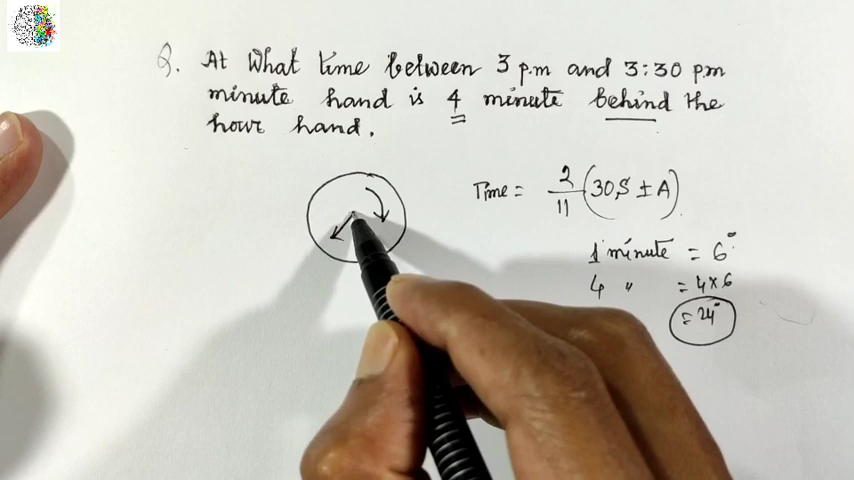 Q. At What time between 3 p.m and 3:30 p.m
minute hand is 4 minute behind the
hour hand.
Time = 2/11 (30S ± A)
1 minute = 6°
4 " = 4×6
= 24°